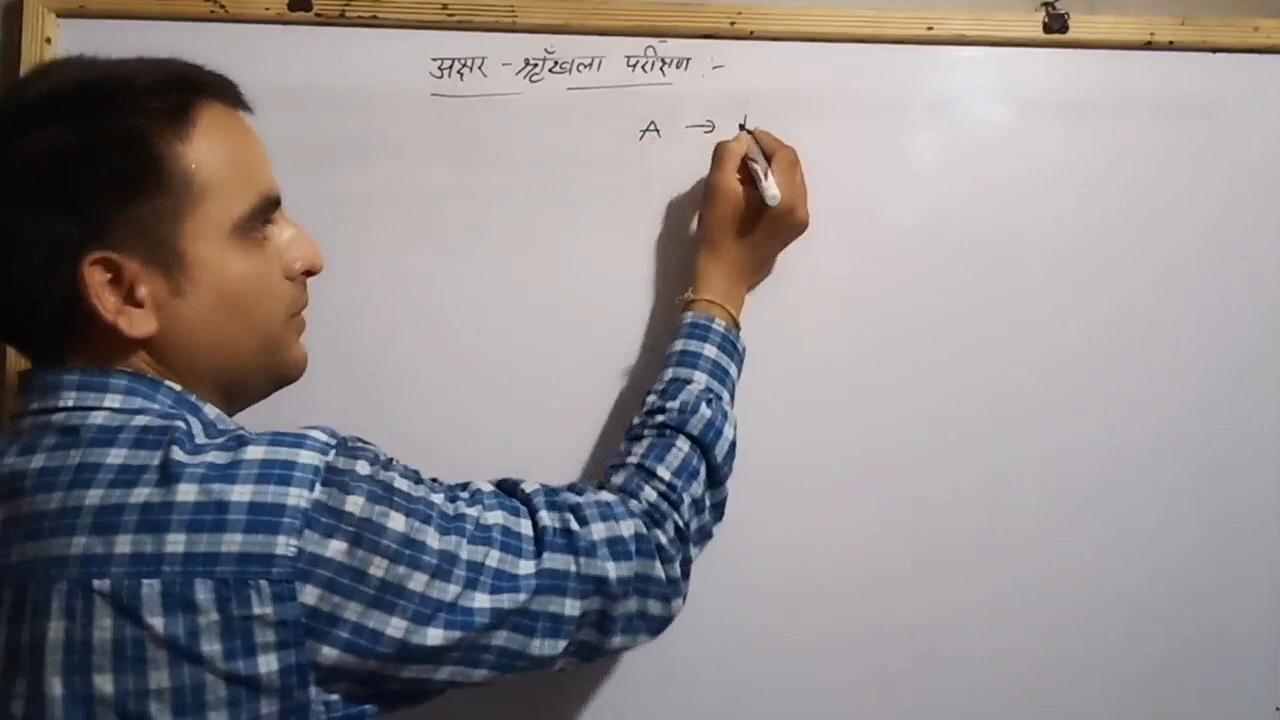 अक्षर - श्रृँखला परीक्षण :-
A →